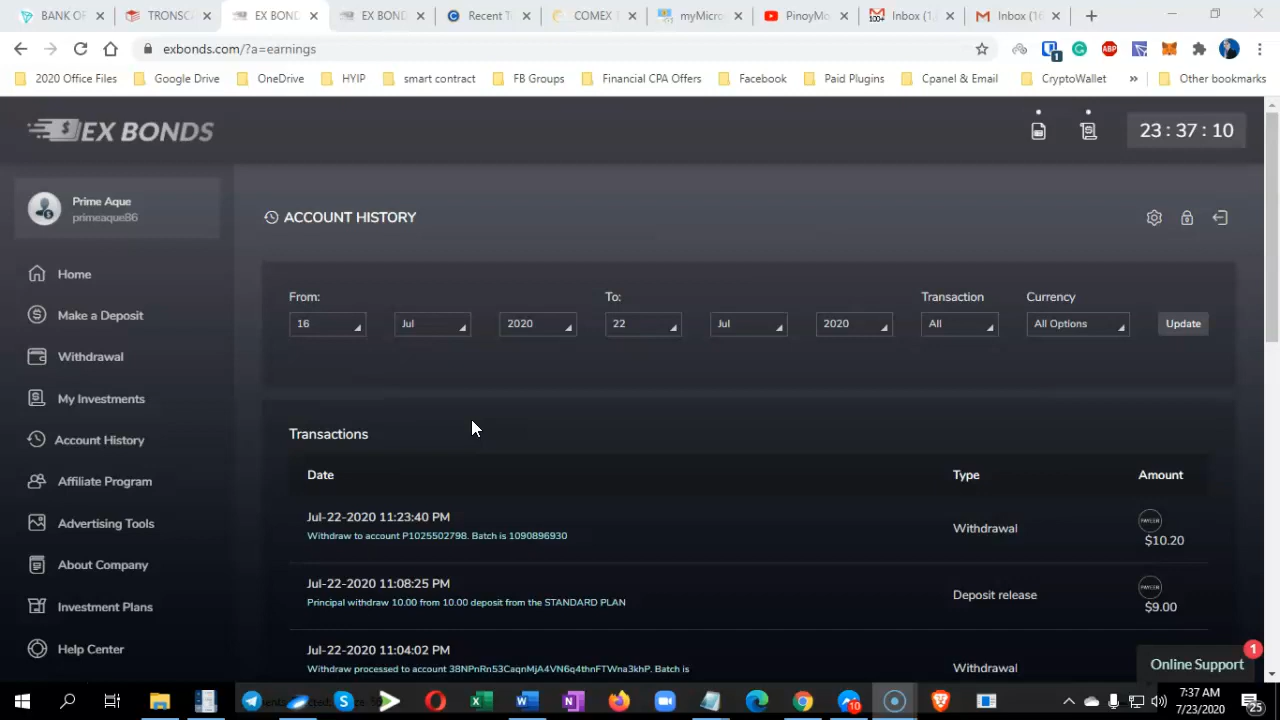 BANK OF
TRONSC
EX BOND
EX BOND
Recent T
COMEX
myMicro
PinoyMo
Inbox (1,
Inbox (16
exbonds.com/?a=earnings
2020 Office Files
Google Drive
OneDrive
HYIP
smart contract
FB Groups
Financial CPA Offers
Facebook
Paid Plugins
Cpanel & Email
CryptoWallet
Other bookmarks
EX BONDS
23 : 37 : 10
Prime Aque
primeaque86
ACCOUNT HISTORY
Home
Make a Deposit
Withdrawal
My Investments
Account History
Affiliate Program
Advertising Tools
About Company
Investment Plans
Help Center
From:
To:
Transaction
Currency
16
Jul
2020
22
Jul
2020
All
All Options
Update
Transactions
Date
Type
Amount
Jul-22-2020 11:23:40 PM
Withdraw to account P1025502798. Batch is 1090896930
Withdrawal
PAYEER
$10.20
Jul-22-2020 11:08:25 PM
Principal withdraw 10.00 from 10.00 deposit from the STANDARD PLAN
Deposit release
PAYEER
$9.00
Jul-22-2020 11:04:02 PM
Withdraw processed to account 38NPnRn53CaqnMjA4VN6q4thnFTWna3khP. Batch is
Withdrawal
Online Support
1
7:37 AM
7/23/2020
10
25